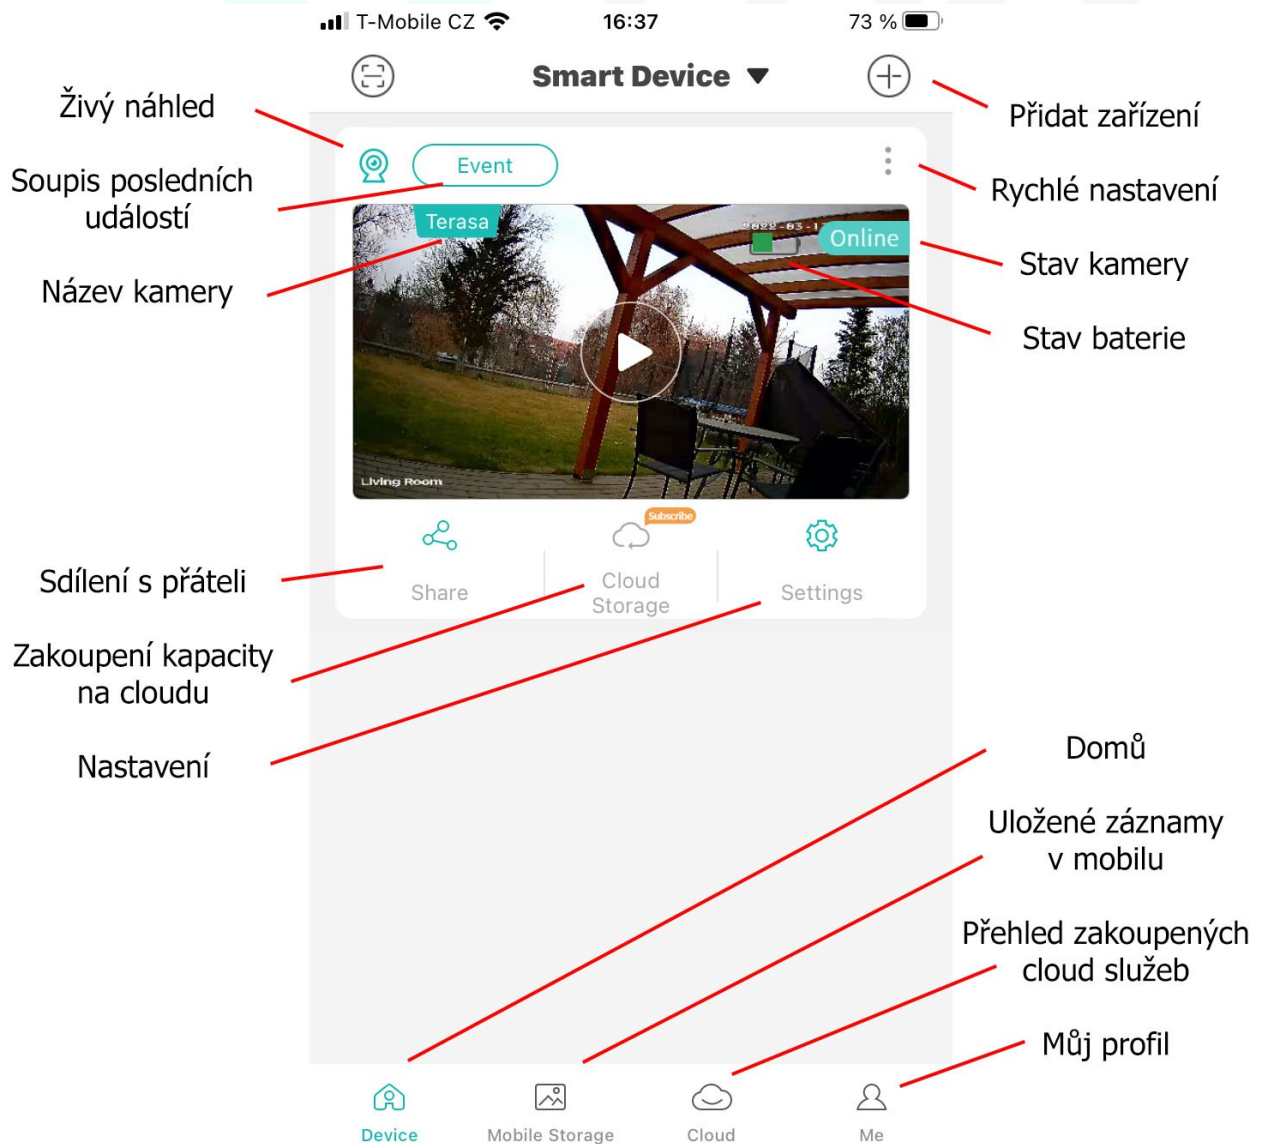 T-Mobile CZ
16:37
73 %
Smart Device
Živý náhled
Přidat zařízení
Event
Soupis posledních
událostí
Rychlé nastavení
Terasa
Online
Stav kamery
Název kamery
Stav baterie
Living Room
Subscribe
Sdílení s přáteli
Share
Cloud
Storage
Settings
Zakoupení kapacity
na cloudu
Nastavení
Domů
Uložené záznamy
v mobilu
Přehled zakoupených
cloud služeb
Můj profil
Device
Mobile Storage
Cloud
Me